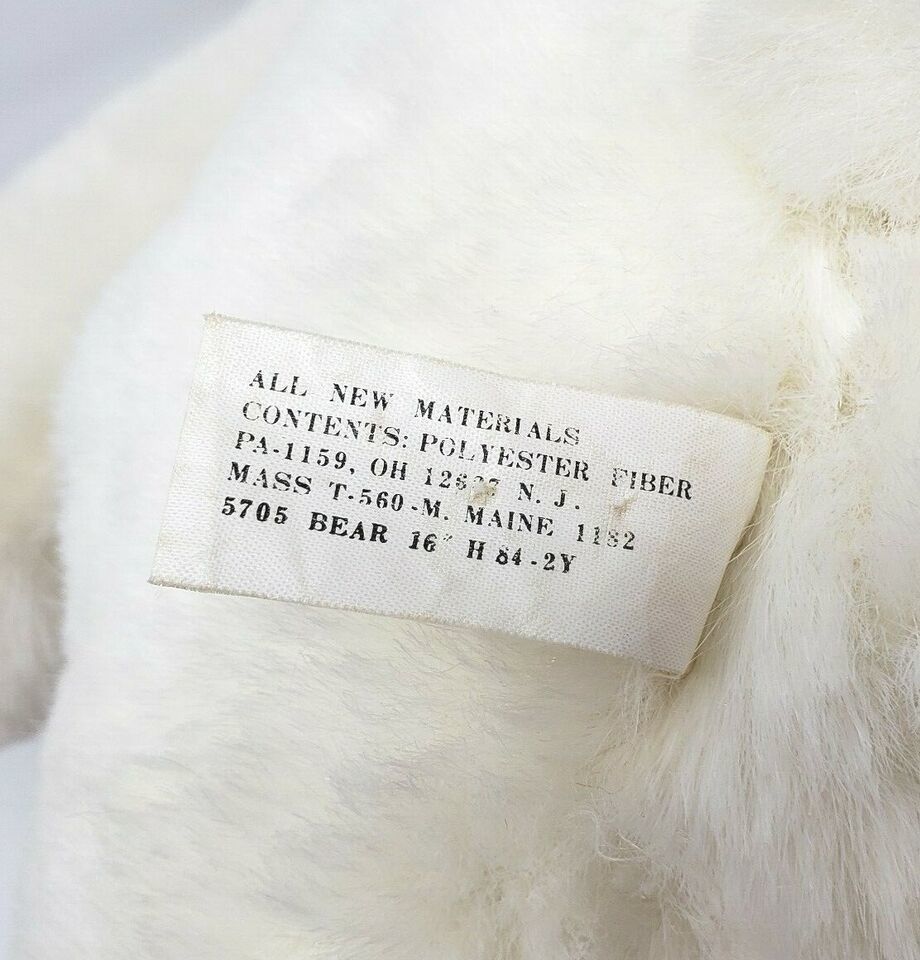 ALL NEW MATERIALS
CONTENTS: POLYESTER FIBER
PA-1159, OH N. J.
MASS T-560-M. MAINE 1182
5705 BEAR 16" H 84-2Y